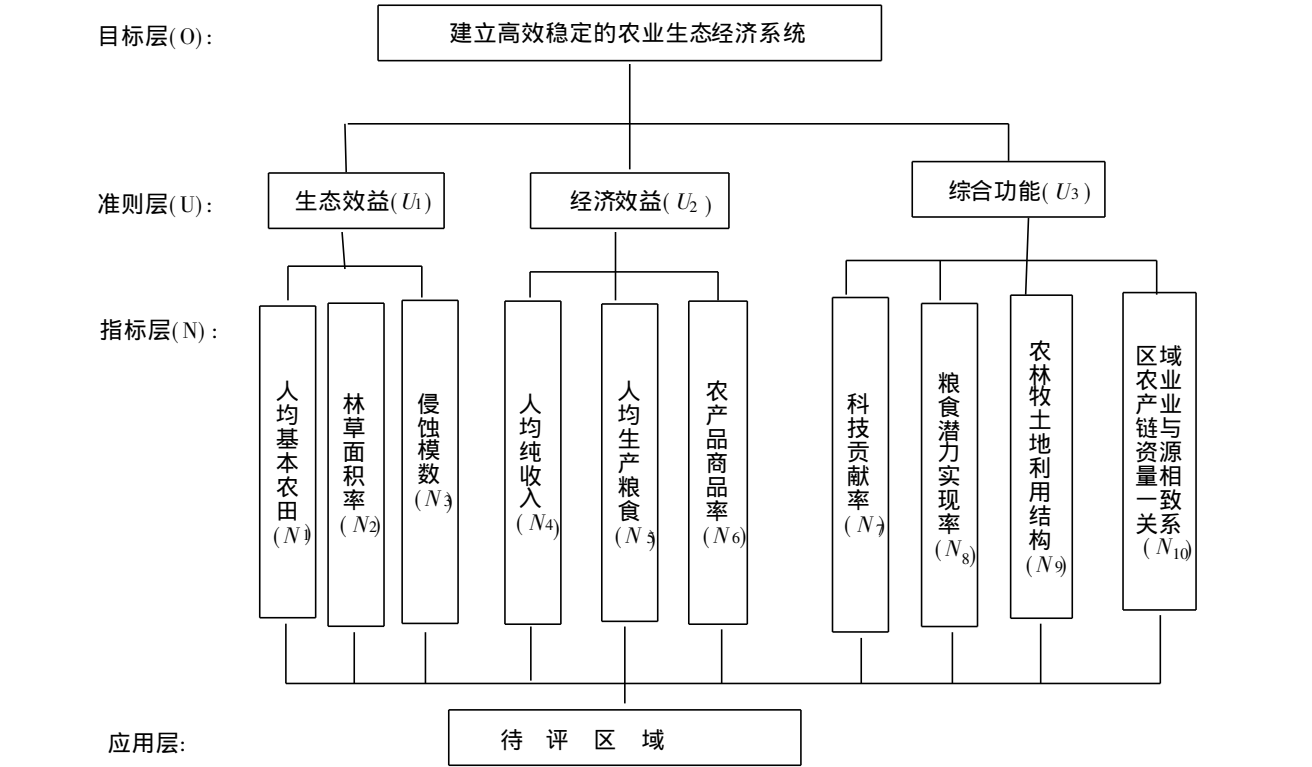 目标层(O):
建立高效稳定的农业生态经济系统
准则层(U):
生态效益(U1)
经济效益(U2)
综合功能(U3)
指标层(N):
人均基本农田(N1)
林草面积率(N2)
侵蚀模数(N3)
人均纯收入(N4)
人均生产粮食(N5)
农产品商品率(N6)
科技贡献率(N7)
粮食潜力实现率(N8)
农林牧土地利用结构(N9)
区域
农业
产业
链与
资源
量相
一致
关系
(N10)
应用层:
待评区域